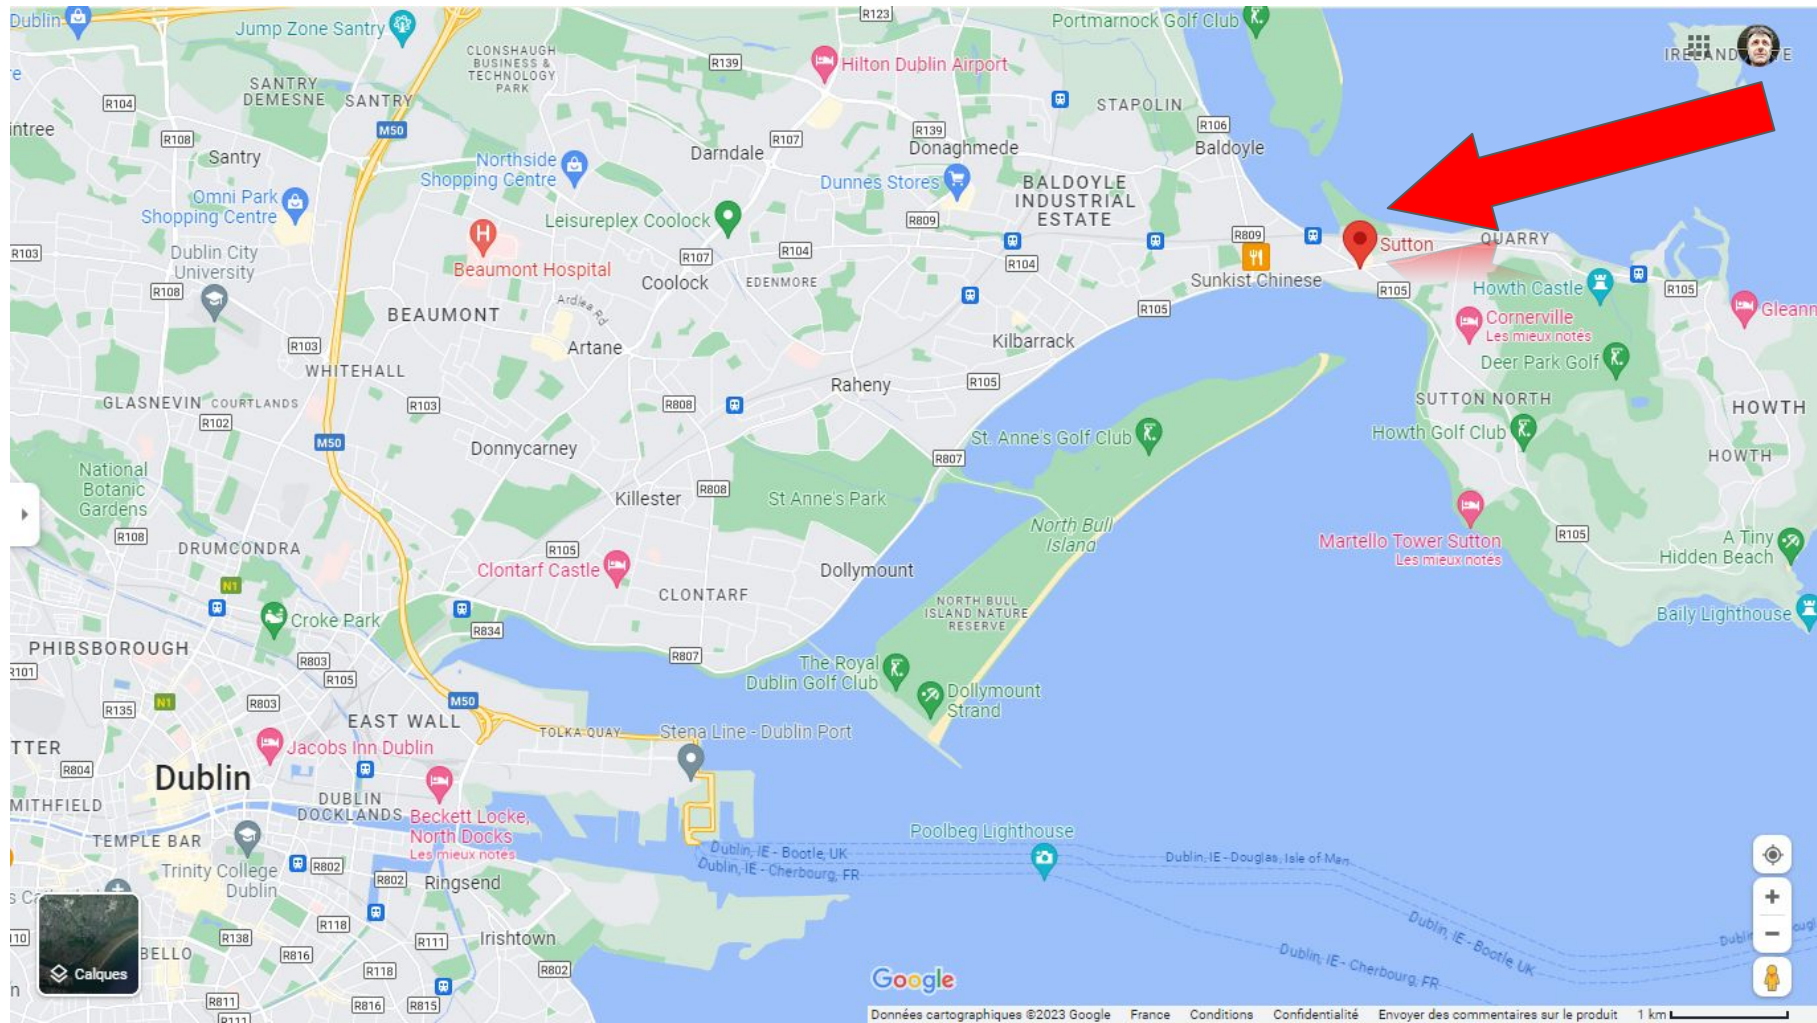 Dublin
Jump Zone Santry
R123
Portmarnock Golf Club
CLONSHAUGH
BUSINESS &
TECHNOLOGY
PARK
R139
Hilton Dublin Airport
SANTRY
DEMESNE
SANTRY
R104
M50
STAPOLIN
intree
R108
Santry
R107
R139
R106
Darndale
Donaghmede
Baldoyle
Northside
Shopping Centre
Dunnes Stores
BALDOYLE
INDUSTRIAL
ESTATE
Omni Park
Shopping Centre
Leisureplex Coolock
R809
R809
Sutton
QUARRY
Dublin City
University
R103
H
Beaumont Hospital
R107
R104
R104
Coolock
EDENMORE
Sunkist Chinese
R105
Howth Castle
R105
R108
Ardlea Rd
BEAUMONT
R105
Cornerville
Les mieux notés
Gleann
R103
Artane
Kilbarrack
Deer Park Golf
WHITEHALL
Raheny
R105
SUTTON NORTH
HOWTH
GLASNEVIN
COURTLANDS
R102
R103
R808
M50
St. Anne's Golf Club
Howth Golf Club
Donnycarney
R807
HOWTH
National
Botanic
Gardens
Killester
R808
St Anne's Park
North Bull
Island
R108
DRUMCONDRA
R105
Martello Tower Sutton
Les mieux notés
R105
A Tiny
Hidden Beach
Clontarf Castle
Dollymount
N1
CLONTARF
NORTH BULL
ISLAND NATURE
RESERVE
Croke Park
Baily Lighthouse
R834
PHIBSBOROUGH
R803
R807
The Royal
Dublin Golf Club
R101
R105
Dollymount
Strand
N1
R135
R803
M50
EAST WALL
TOLKA QUAY
Stena Line - Dublin Port
TTER
Jacobs Inn Dublin
R804
Dublin
MITHFIELD
DUBLIN
DOCKLANDS
Beckett Locke,
North Docks
Les mieux notés
TEMPLE BAR
Poolbeg Lighthouse
Dublin, IE - Bootle, UK
Dublin, IE - Cherbourg, FR
Dublin, IE - Douglas, Isle of Man
Trinity College
Dublin
R802
R802
Ringsend
Dublin, IE - Bootle, UK
R118
Irishtown
R110
BELLO
R138
R816
R111
Dublin, IE - Cherbourg, FR
Calques
R118
R802
Google
R811
R816
R815
R111
Données cartographiques ©2023 Google France Conditions Confidentialité Envoyer des commentaires sur le produit 1 km